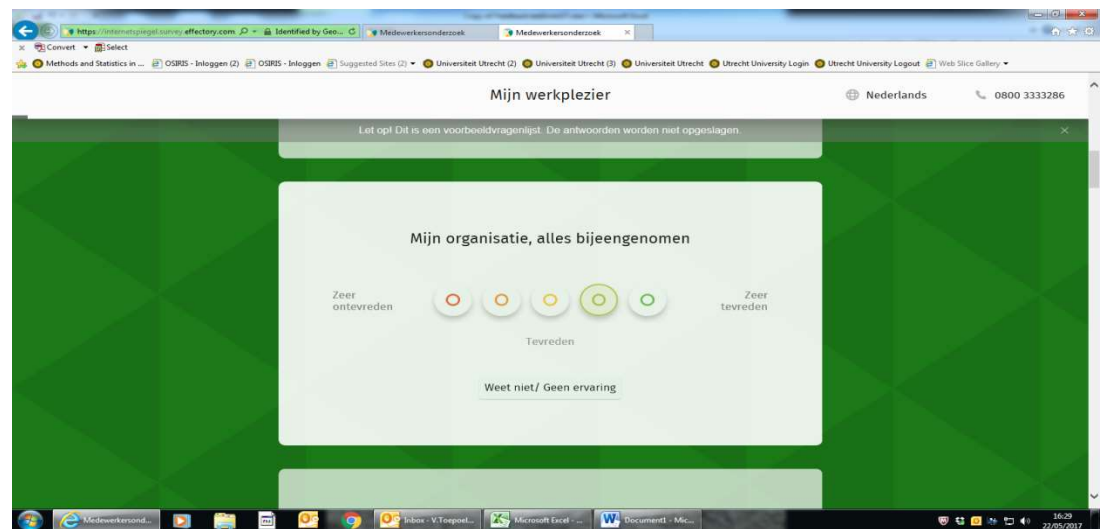 https://internetspiegel.survey.effectory.com
Identified by Geo...
Medewerkersonderzoek
Medewerkersonderzoek
Convert
Select
Methods and Statistics in ...
OSIRIS - Inloggen (2)
OSIRIS - Inloggen
Suggested Sites (2)
Universiteit Utrecht (2)
Universiteit Utrecht (3)
Universiteit Utrecht
Utrecht University Login
Utrecht University Logout
Web Slice Gallery
Mijn werkplezier
Nederlands
0800 3333286
Let op! Dit is een voorbeeldvragenlijst. De antwoorden worden niet opgeslagen.
Mijn organisatie, alles bijeengenomen
Zeer
ontevreden
Zeer
tevreden
Tevreden
Weet niet/ Geen ervaring
Medewerkersond...
Inbox - V.Toepoel...
Microsoft Excel - ...
Document1 - Mic...
16:29
22/05/2017